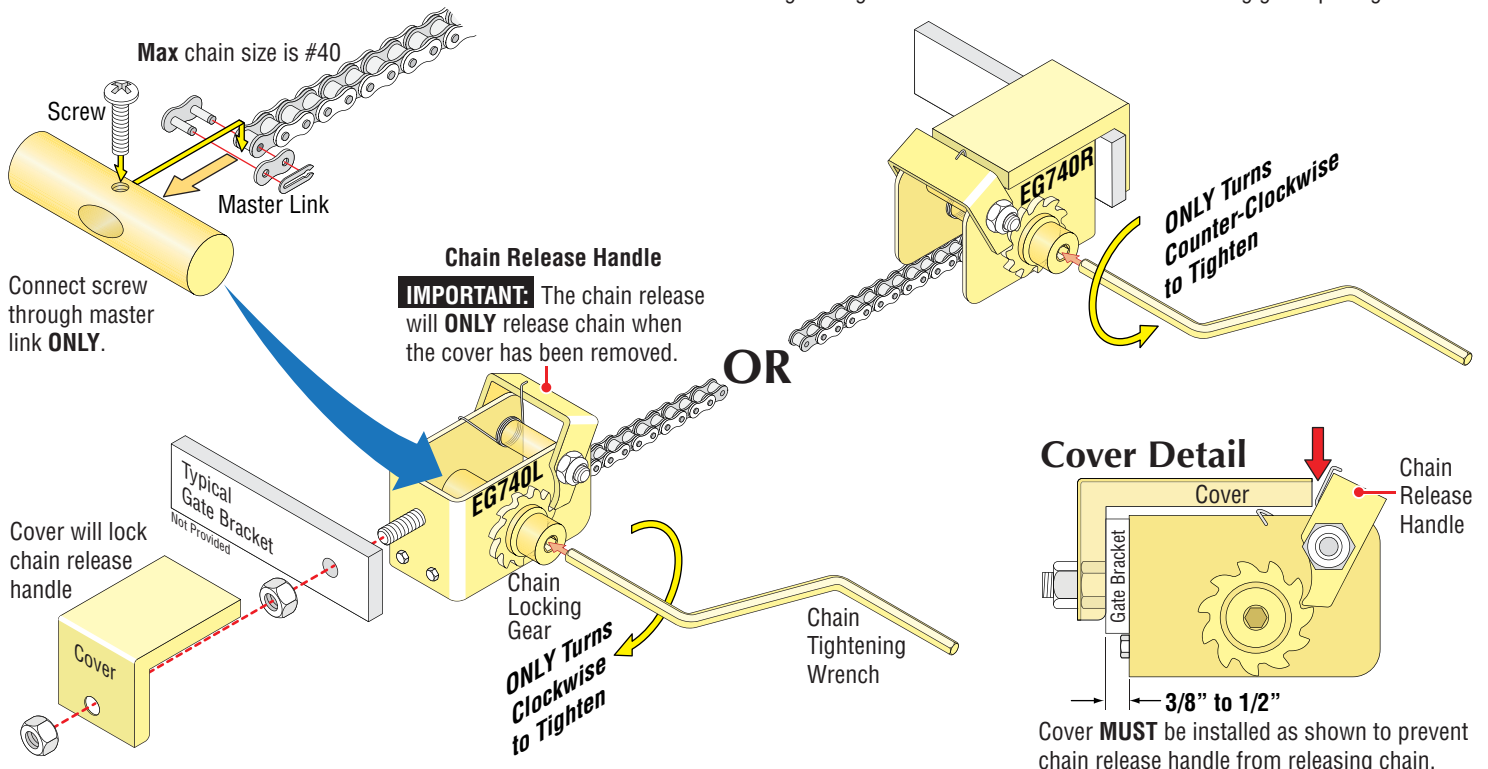 Max chain size is #40
Screw
Master Link
Connect screw
through master
link ONLY.
Chain Release Handle
IMPORTANT: The chain release
will ONLY release chain when
the cover has been removed.
OR
EG740R
ONLY Turns
Counter-Clockwise
to Tighten
EG740L
Typical
Gate Bracket
Not Provided
Cover will lock
chain release
handle
Cover
Chain
Locking
Gear
ONLY Turns
Clockwise
to Tighten
Chain
Tightening
Wrench
Cover Detail
Cover
Chain
Release
Handle
Gate Bracket
3/8” to 1/2”
Cover MUST be installed as shown to prevent
chain release handle from releasing chain.